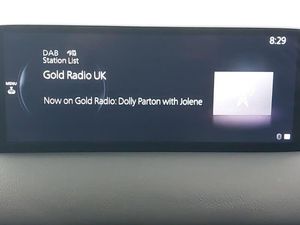 8:29
DAB
Station List
Gold Radio UK
MENU
Now on Gold Radio: Dolly Parton with Jolene